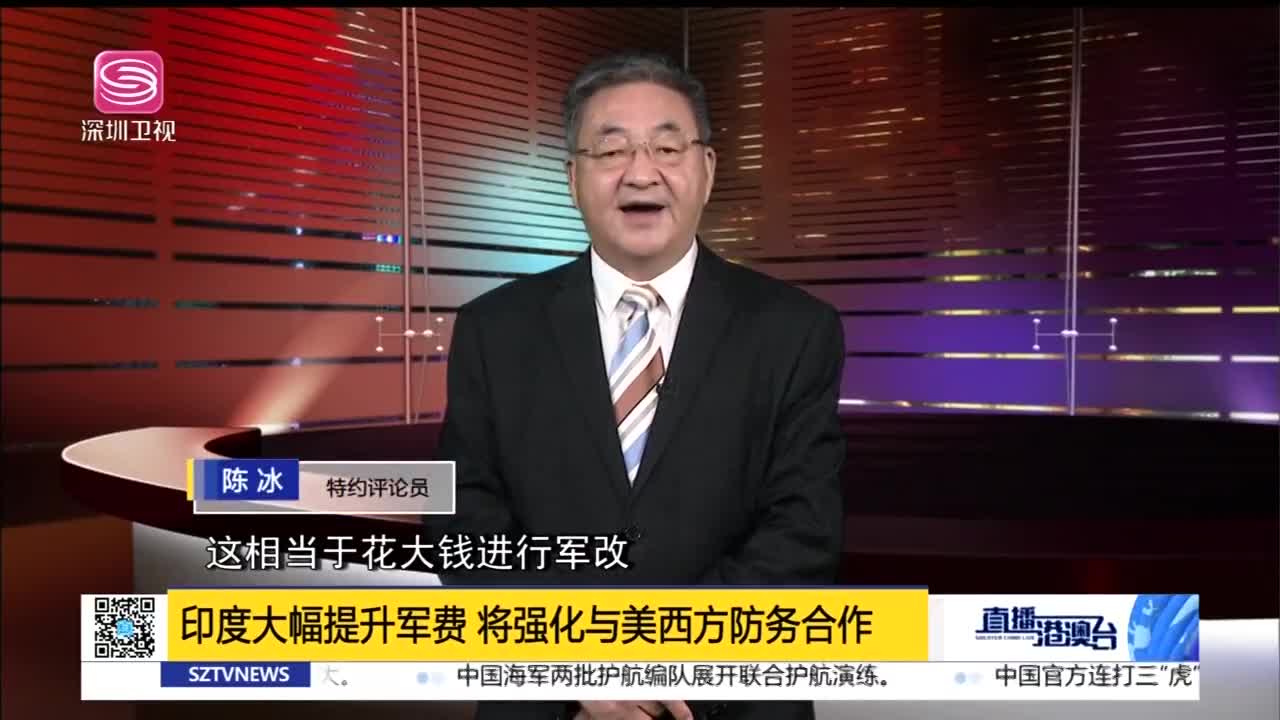 深圳卫视
陈冰
特约评论员
这相当于花大钱进行军改
印度大幅提升军费 将强化与美西方防务合作
直播港澳台
SZTVNEWS
大。
中国海军两批护航编队展开联合护航演练。
中国官方连打三“虎”